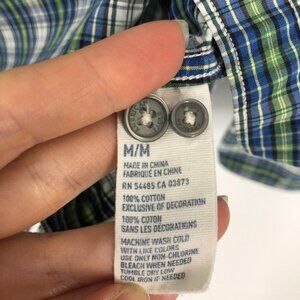 M/M
MADE IN CHINA
FABRIQUÉ EN CHINE
RN 54485 CA 03873
100% COTTON
EXCLUSIVE OF DECORATION
100% COTON
SANS LES DÉCORATIONS
MACHINE WASH COLD
WITH LIKE COLORS
USE ONLY NON-CHLORINE
BLEACH WHEN NEEDED
TUMBLE DRY LOW
COOL IRON IF NEEDED